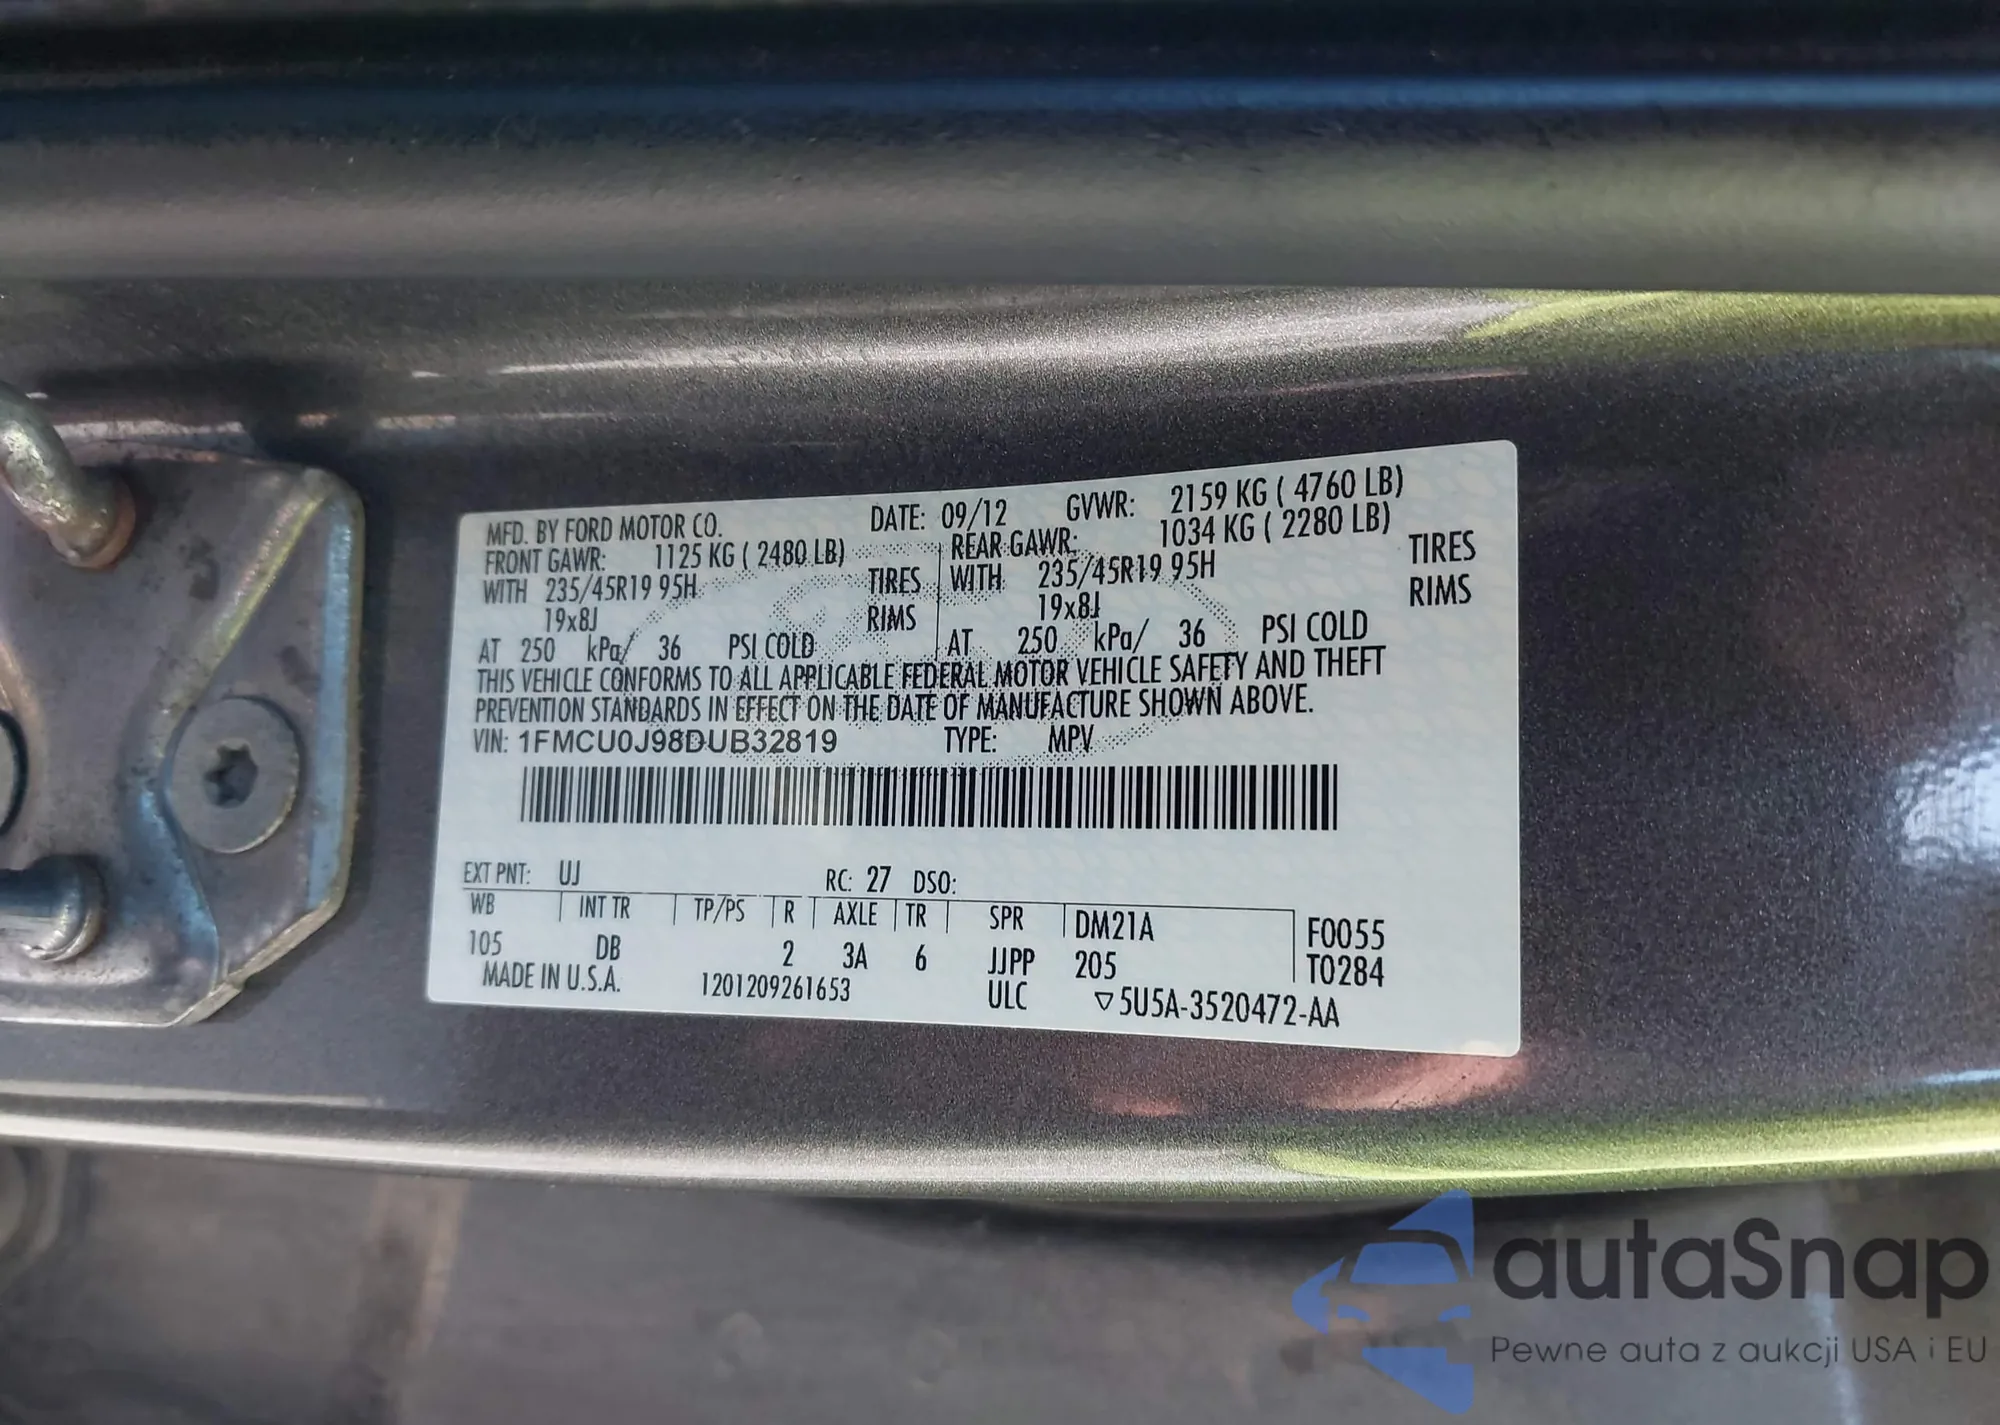 MFD. BY FORD MOTOR CO. DATE: 09/12 GVWR: 2159 KG ( 4760 LB)
FRONT GAWR: 1125 KG ( 2480 LB) REAR GAWR: 1034 KG ( 2280 LB)
WITH 235/45R19 95H TIRES WITH 235/45R19 95H TIRES
19x8J RIMS 19x8J RIMS
AT 250 kPa/ 36 PSI COLD AT 250 kPa/ 36 PSI COLD
THIS VEHICLE CONFORMS TO ALL APPLICABLE FEDERAL MOTOR VEHICLE SAFETY AND THEFT
PREVENTION STANDARDS IN EFFECT ON THE DATE OF MANUFACTURE SHOWN ABOVE.
VIN: 1FMCU0J98DUB32819 TYPE: MPV
EXT PNT: UJ RC: 27 DSO:
WB INT TR TP/PS R AXLE TR SPR DM21A F0055
105 DB 2 3A 6 JJPP 205 T0284
MADE IN U.S.A. 1201209261653 ULC ▽5U5A-3520472-AA
autaSnap
Pewne auta z aukcji USA i EU